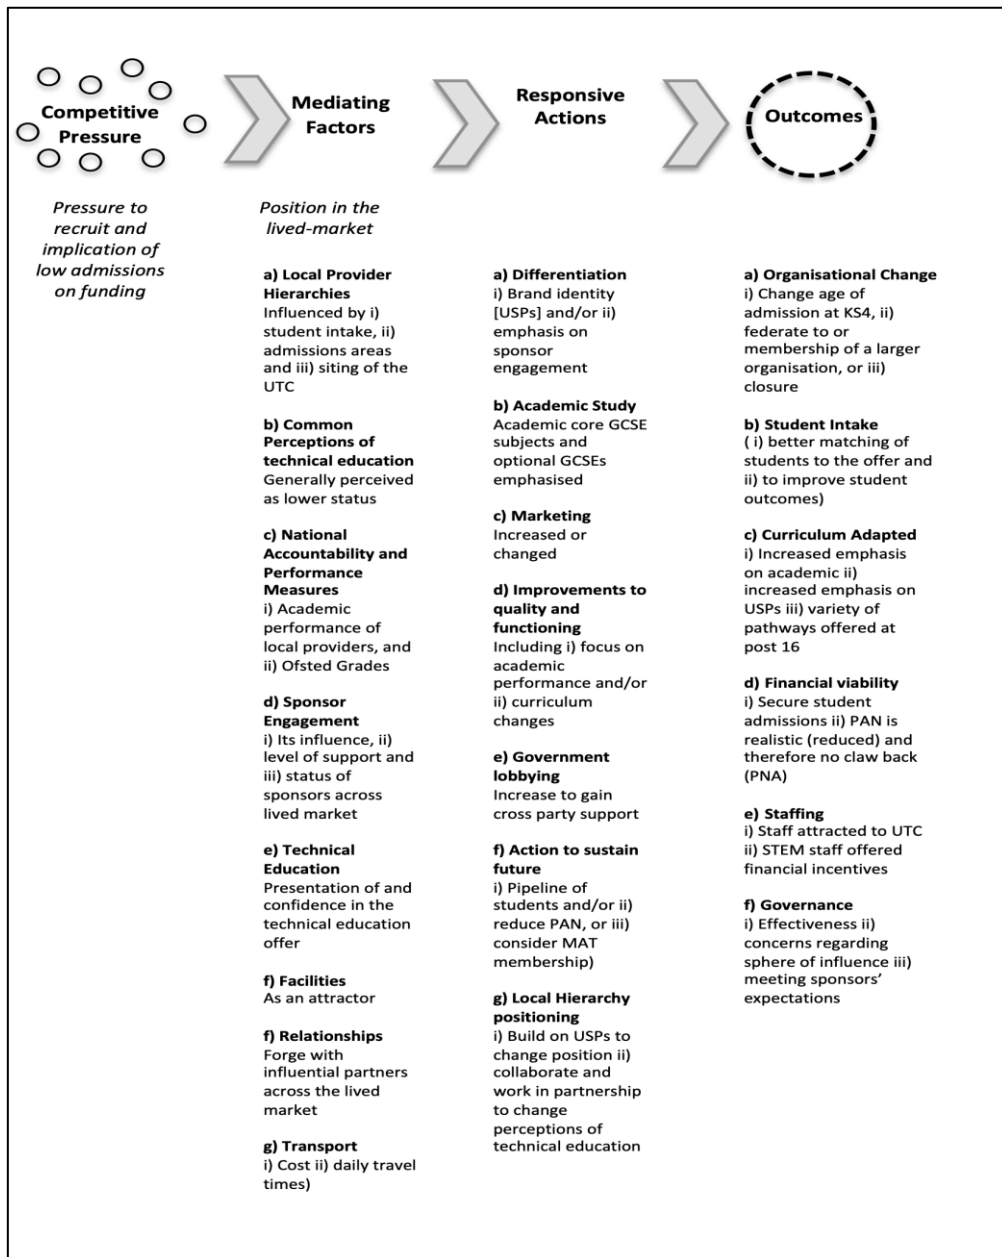 Competitive
Pressure
Mediating
Factors
Responsive
Actions
Outcomes
Pressure to
recruit and
implication of
low admissions
on funding
Position in the
lived-market
a) Local Provider
Hierarchies
Influenced by i)
student intake, ii)
admissions areas
and iii) siting of the
UTC
b) Common
Perceptions of
technical education
Generally perceived
as lower status
c) National
Accountability and
Performance
Measures
i) Academic
performance of
local providers, and
ii) Ofsted Grades
d) Sponsor
Engagement
i) Its influence, ii)
level of support and
iii) status of
sponsors across
lived market
e) Technical
Education
Presentation of and
confidence in the
technical education
offer
f) Facilities
As an attractor
f) Relationships
Forge with
influential partners
across the lived
market
g) Transport
i) Cost ii) daily travel
times)
a) Differentiation
i) Brand identity
[USPs] and/or ii)
emphasis on
sponsor
engagement
b) Academic Study
Academic core GCSE
subjects and
optional GCSEs
emphasised
c) Marketing
Increased or
changed
d) Improvements to
quality and
functioning
Including i) focus on
academic
performance and/or
ii) curriculum
changes
e) Government
lobbying
Increase to gain
cross party support
f) Action to sustain
future
i) Pipeline of
students and/or ii)
reduce PAN, or iii)
consider MAT
membership)
g) Local Hierarchy
positioning
i) Build on USPs to
change position ii)
collaborate and
work in partnership
to change
perceptions of
technical education
a) Organisational Change
i) Change age of
admission at KS4, ii)
federate to or
membership of a larger
organisation, or iii)
closure
b) Student Intake
( i) better matching of
students to the offer and
ii) to improve student
outcomes)
c) Curriculum Adapted
i) Increased emphasis
on academic ii)
increased emphasis on
USPs iii) variety of
pathways offered at
post 16
d) Financial viability
i) Secure student
admissions ii) PAN is
realistic (reduced) and
therefore no claw back
(PNA)
e) Staffing
i) Staff attracted to UTC
ii) STEM staff offered
financial incentives
f) Governance
i) Effectiveness ii)
concerns regarding
sphere of influence iii)
meeting sponsors’
expectations